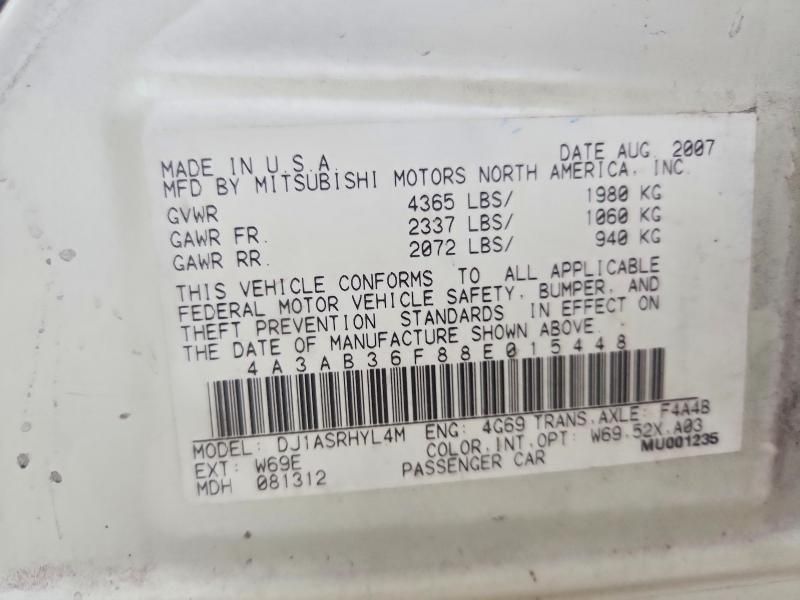 MADE IN U.S.A. DATE AUG. 2007
MFD BY MITSUBISHI MOTORS NORTH AMERICA, INC.
GVWR 4365 LBS/ 1980 KG
GAWR FR. 2337 LBS/ 1060 KG
GAWR RR. 2072 LBS/ 940 KG
THIS VEHICLE CONFORMS TO ALL APPLICABLE
FEDERAL MOTOR VEHICLE SAFETY, BUMPER, AND
THEFT PREVENTION STANDARDS IN EFFECT ON
THE DATE OF MANUFACTURE SHOWN ABOVE.
4A3AB36F88E015448
MODEL: DJ1ASRHYL4M ENG: 4G69 TRANS,AXLE: F4A4B
EXT: W69E COLOR,INT,OPT: W69,52X,A03
MDH 081312 PASSENGER CAR MU001235